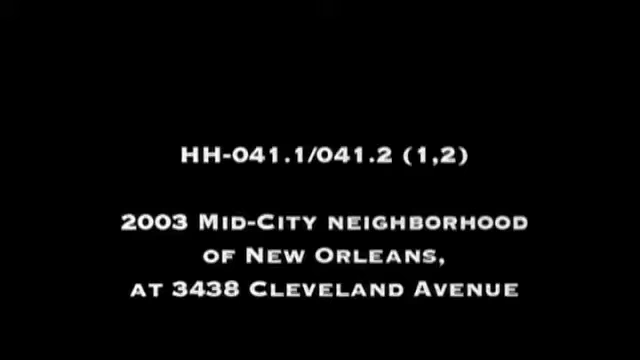 HH-041.1/041.2 (1,2)
2003 Mid-City neighborhood
of New Orleans,
at 3438 Cleveland Avenue